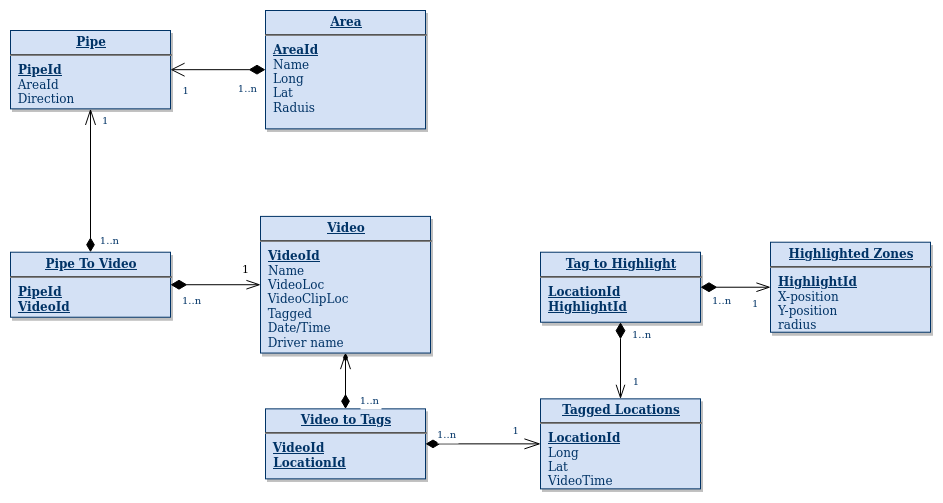 Area
AreaId
Name
Long
Lat
Raduis
Pipe
PipeId
AreaId
Direction
1
1..n
1
1..n
Pipe To Video
PipeId
VideoId
1
1..n
Video
VideoId
Name
VideoLoc
VideoClipLoc
Tagged
Date/Time
Driver name
1..n
Video to Tags
VideoId
LocationId
1..n
1
Tag to Highlight
LocationId
HighlightId
1..n
1
Highlighted Zones
HighlightId
X-position
Y-position
radius
1..n
1
Tagged Locations
LocationId
Long
Lat
VideoTime